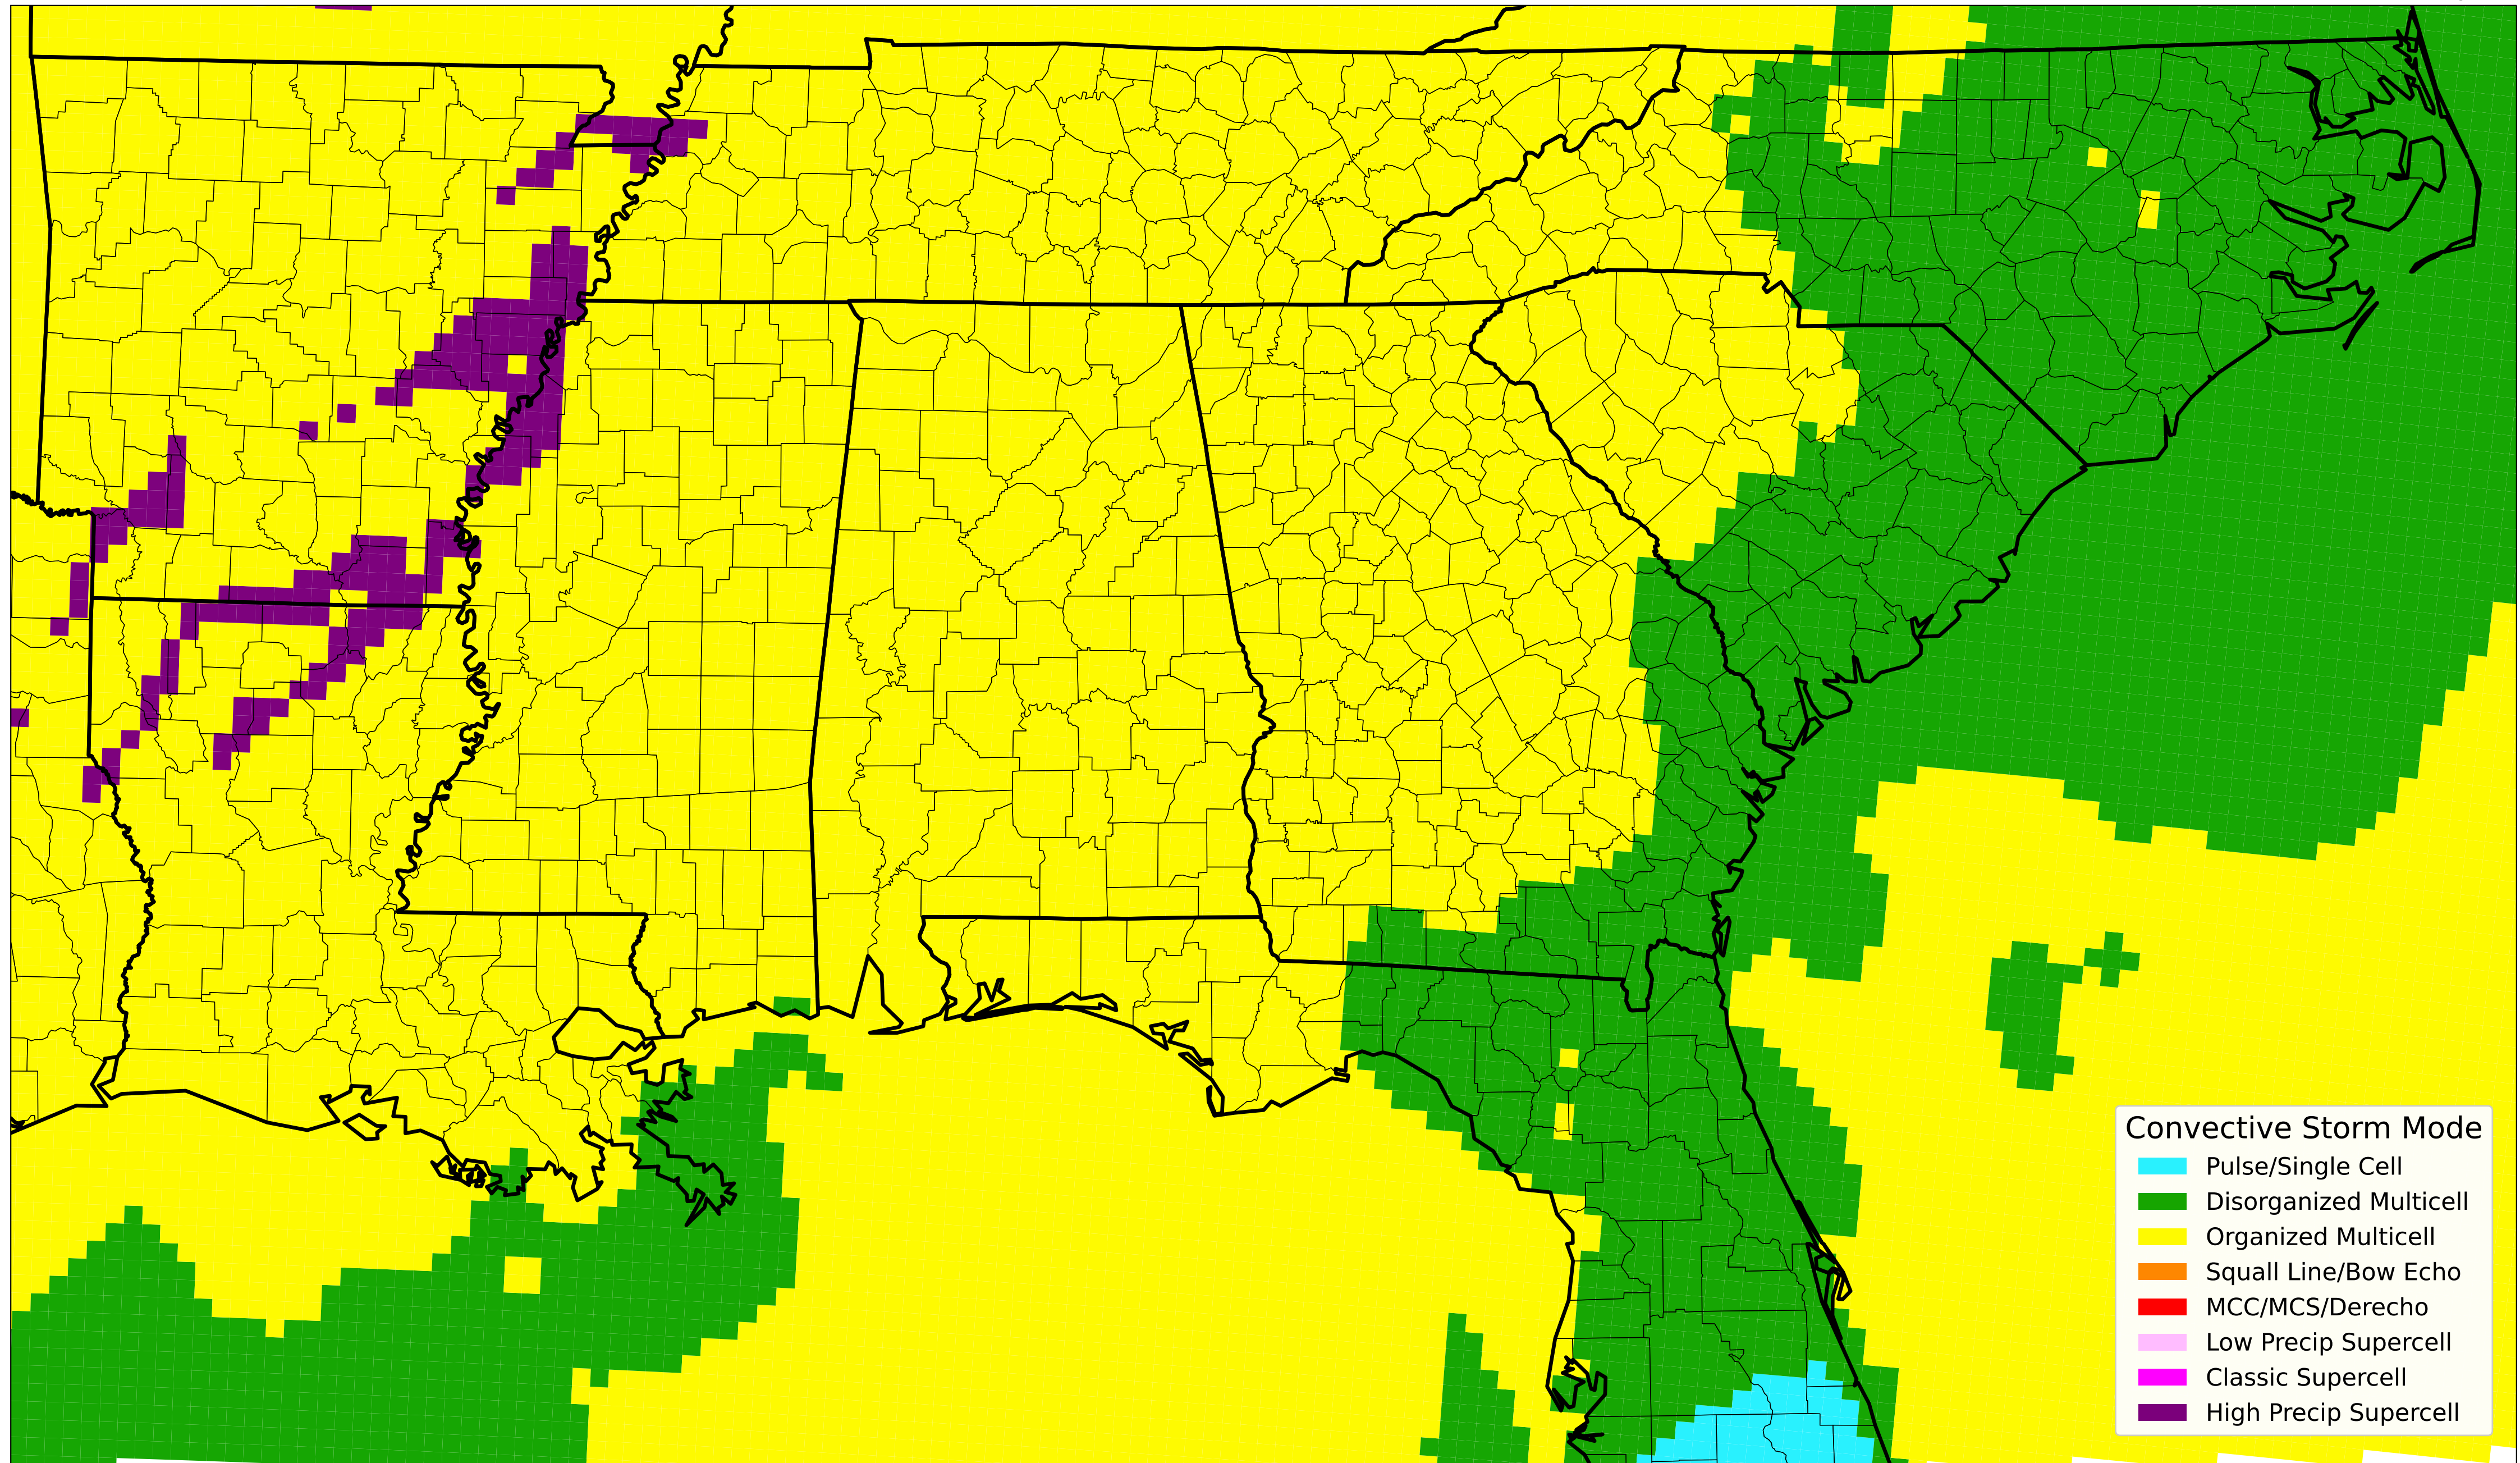 Convective Storm Mode
Pulse/Single Cell
Disorganized Multicell
Organized Multicell
Squall Line/Bow Echo
MCC/MCS/Derecho
Low Precip Supercell
Classic Supercell
High Precip Supercell